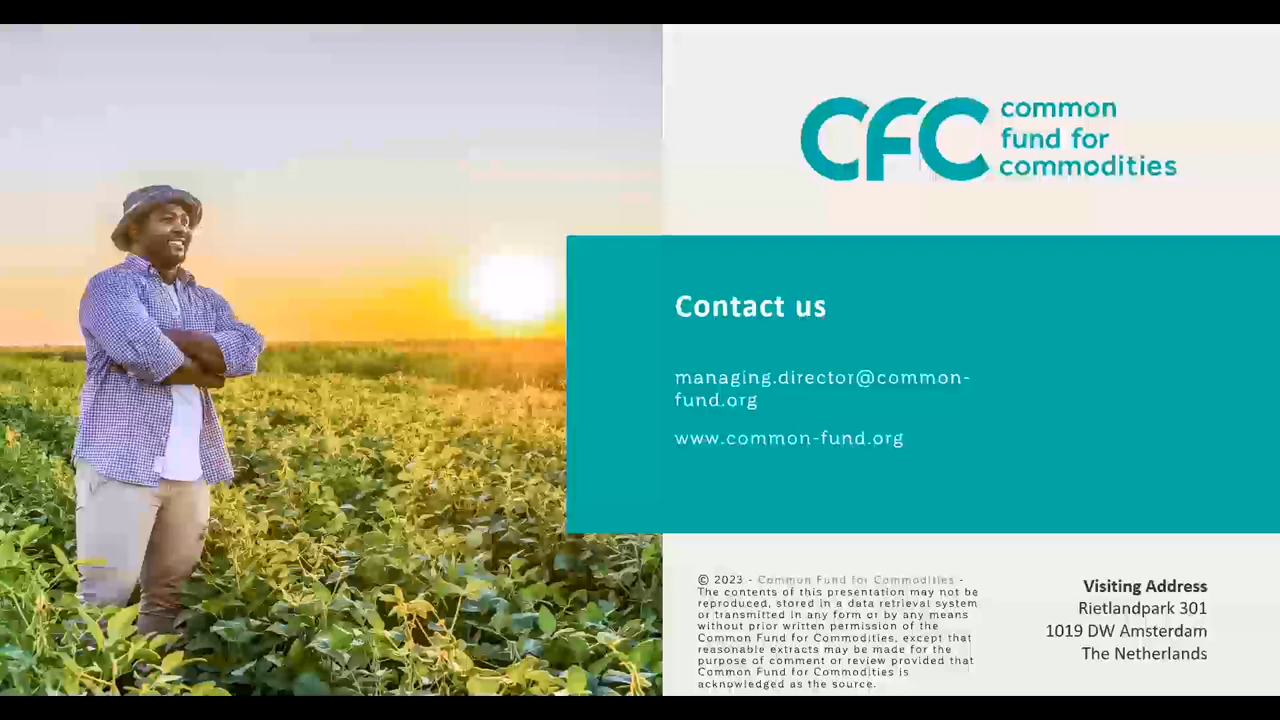 CFC
common
fund for
commodities
Contact us
managing.director@common-
fund.org
www.common-fund.org
© 2023 - Common Fund for Commodities -
The contents of this presentation may not be
reproduced, stored in a data retrieval system
or transmitted in any form or by any means
without prior written permission of the
Common Fund for Commodities, except that
reasonable extracts may be made for the
purpose of comment or review provided that
Common Fund for Commodities is
acknowledged as the source.
Visiting Address
Rietlandpark 301
1019 DW Amsterdam
The Netherlands